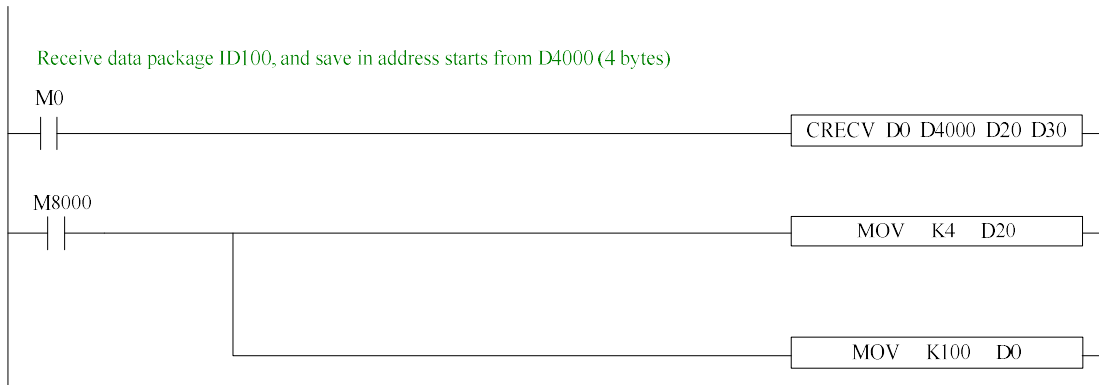 Receive data package ID100, and save in address starts from D4000 (4 bytes)
M0
CRECV D0 D4000 D20 D30
M8000
MOV K4 D20
MOV K100 D0